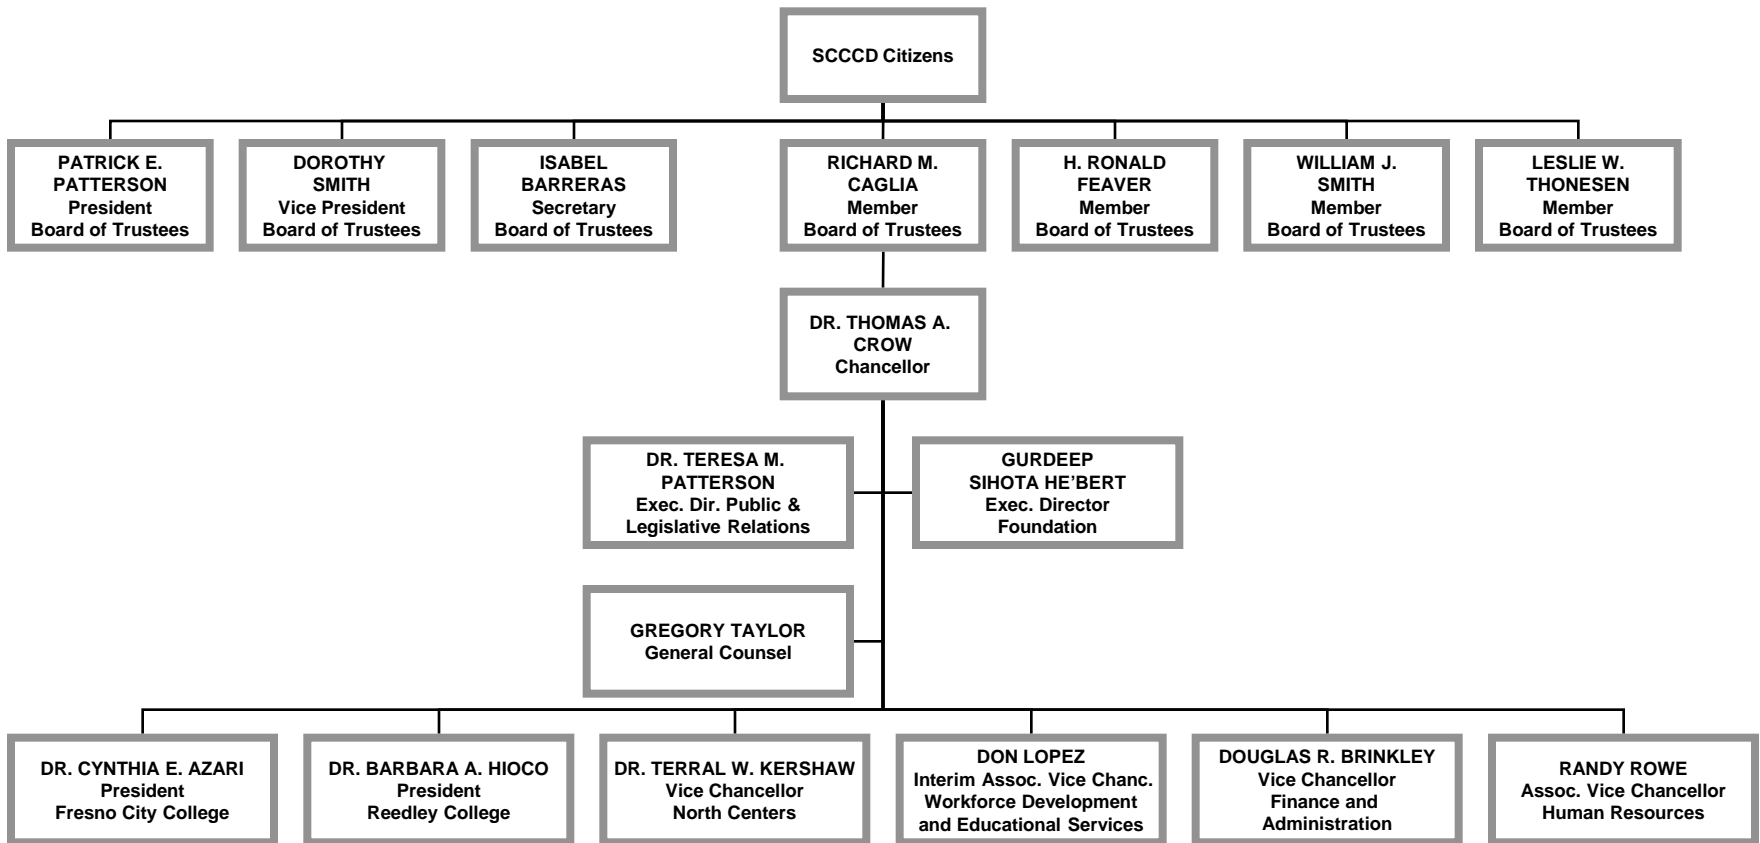 SCCCD Citizens
PATRICK E.
PATTERSON
President
Board of Trustees
DOROTHY
SMITH
Vice President
Board of Trustees
ISABEL
BARRERAS
Secretary
Board of Trustees
RICHARD M.
CAGLIA
Member
Board of Trustees
H. RONALD
FEAVER
Member
Board of Trustees
WILLIAM J.
SMITH
Member
Board of Trustees
LESLIE W.
THONESEN
Member
Board of Trustees
DR. THOMAS A.
CROW
Chancellor
DR. TERESA M.
PATTERSON
Exec. Dir. Public &
Legislative Relations
GURDEEP
SIHOTA HE’BERT
Exec. Director
Foundation
GREGORY TAYLOR
General Counsel
DR. CYNTHIA E. AZARI
President
Fresno City College
DR. BARBARA A. HIOCO
President
Reedley College
DR. TERRAL W. KERSHAW
Vice Chancellor
North Centers
DON LOPEZ
Interim Assoc. Vice Chanc.
Workforce Development
and Educational Services
DOUGLAS R. BRINKLEY
Vice Chancellor
Finance and
Administration
RANDY ROWE
Assoc. Vice Chancellor
Human Resources